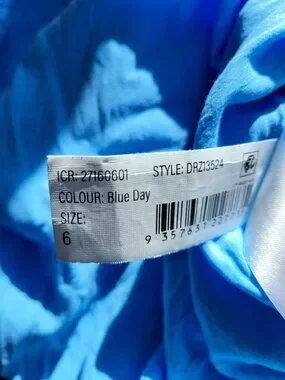 ICR: 27160601 STYLE: DRZ13524
COLOUR: Blue Day
SIZE:
6